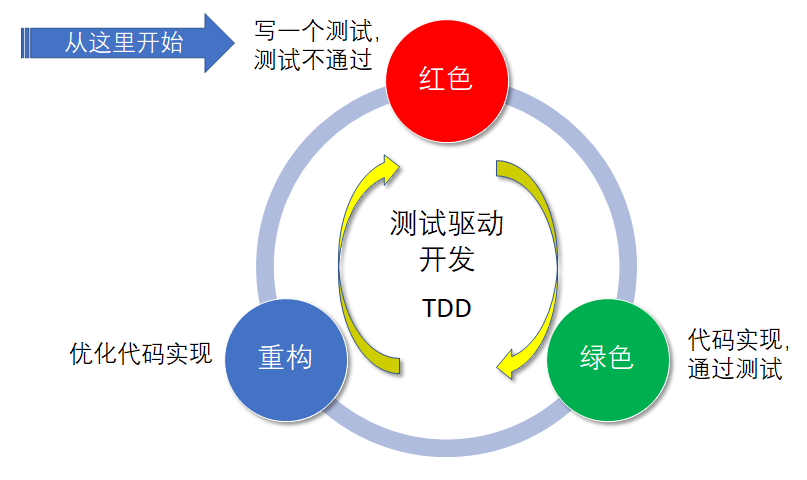 从这里开始
写一个测试,
测试不通过
红色
测试驱动
开发
TDD
优化代码实现
重构
绿色
代码实现,
通过测试